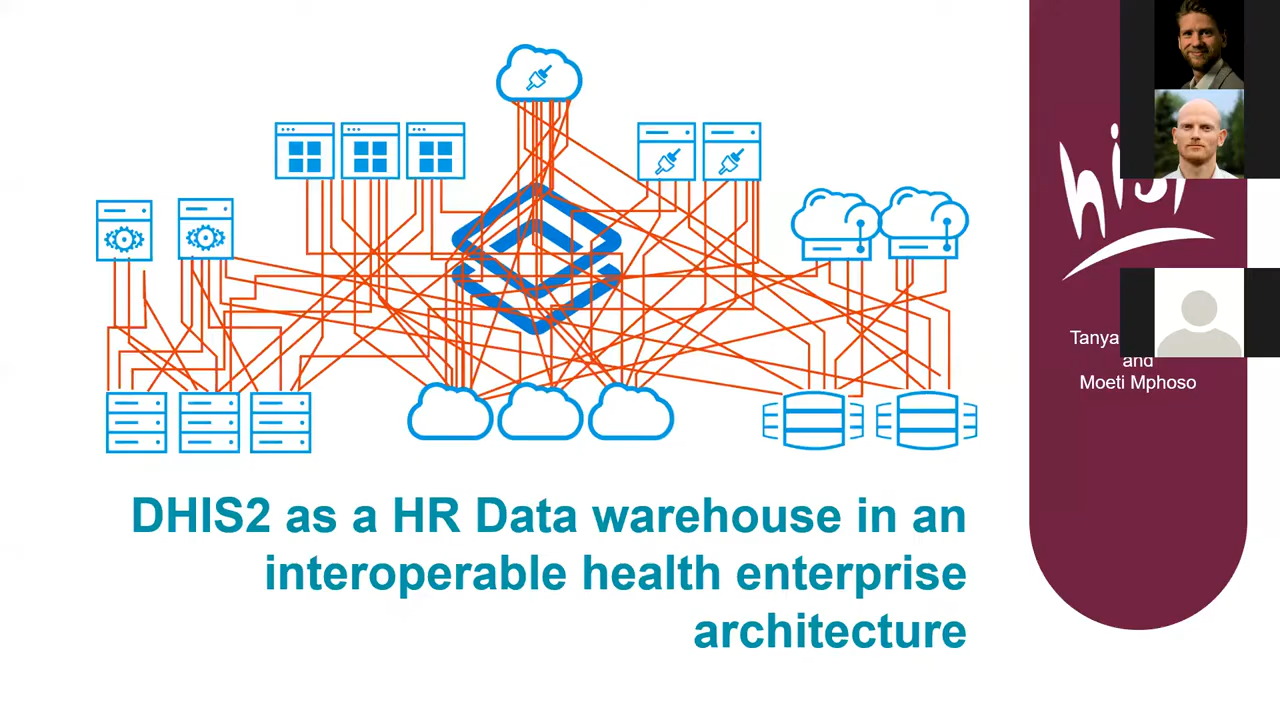 DHIS2 as a HR Data warehouse in an
interoperable health enterprise
architecture
Tanya
and
Moeti Mphoso